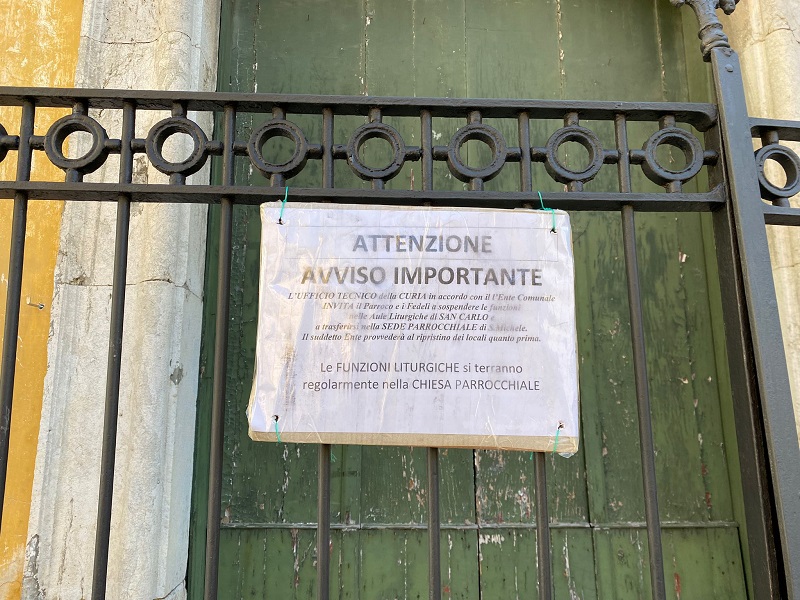 ATTENZIONE
AVVISO IMPORTANTE
L'UFFICIO TECNICO della CURIA in accordo con il l'Ente Comunale
INVITA il Parroco e i Fedeli a sospendere le funzioni
nelle Aule Liturgiche di SAN CARLO e
a trasferirsi nella SEDE PARROCCHIALE di S.Michele.
Il suddetto Ente provvederà al ripristino dei locali quanto prima.
Le FUNZIONI LITURGICHE si terranno
regolarmente nella CHIESA PARROCCHIALE